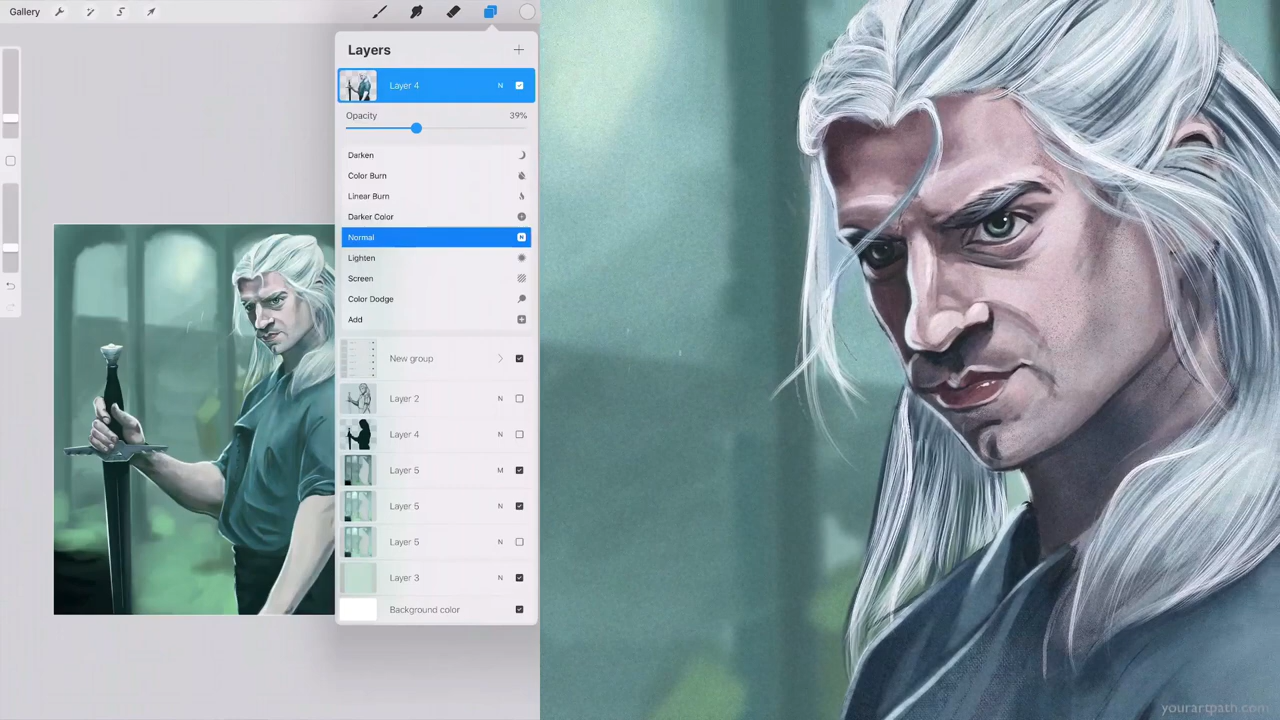 Gallery
Layers
Layer 4 N
Opacity 39%
Darken
Color Burn
Linear Burn
Darker Color
Normal N
Lighten
Screen
Color Dodge
Add
New group
Layer 2 N
Layer 4 N
Layer 5 M
Layer 5 N
Layer 5 N
Layer 3 N
Background color
yourartpath.com